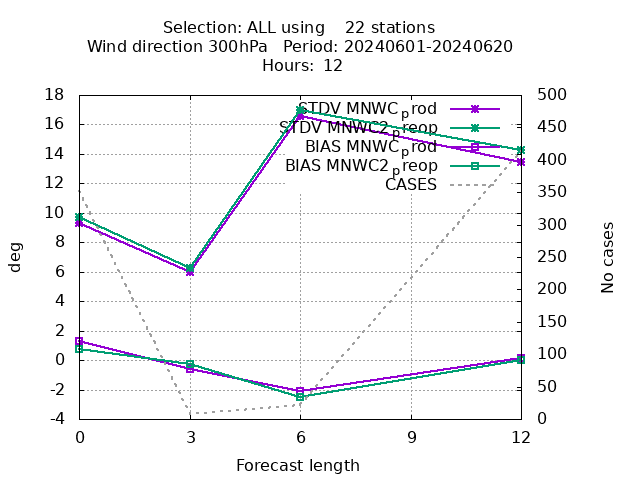 Selection: ALL using    22 stations
Wind direction 300hPa   Period: 20240601-20240620
Hours:  12
STDV MNWC_prod
STDV MNWC2_preop
BIAS MNWC_prod
BIAS MNWC2_preop
CASES
18
16
14
12
10
8
6
4
2
0
-2
-4
deg
500
450
400
350
300
250
200
150
100
50
0
No cases
0 3 6 9 12
Forecast length